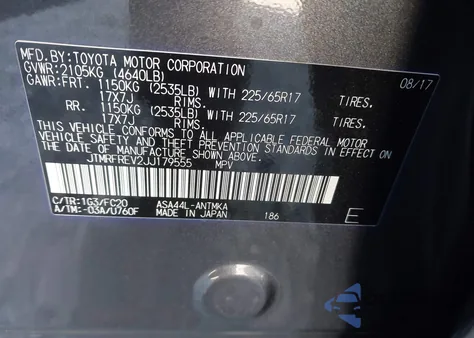 MFD.BY:TOYOTA MOTOR CORPORATION 08/17
GVWR:2105KG (4640LB)
GAWR:FRT. 1150KG (2535LB) WITH 225/65R17 TIRES.
17X7J RIMS.
RR. 1150KG (2535LB) WITH 225/65R17 TIRES.
17X7J RIMS.
THIS VEHICLE CONFORMS TO ALL APPLICABLE FEDERAL MOTOR
VEHICLE SAFETY AND BUMPER STANDARDS IN EFFECT ON
THE DATE OF MANUFACTURE SHOWN ABOVE.
JTMRFREV2JJ179555 MPV
C/TR:1G3/FC20 ASA44L-ANTMKA
A/TM:-03A/U760F MADE IN JAPAN 186 E